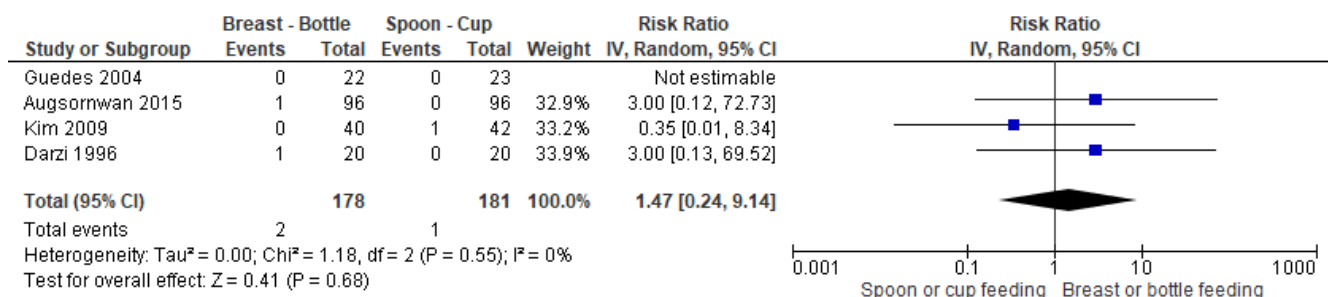 Breast - Bottle Spoon - Cup Risk Ratio Risk Ratio
Study or Subgroup Events Total Events Total Weight IV, Random, 95% CI IV, Random, 95% CI
Guedes 2004 0 22 0 23 Not estimable
Augsornwan 2015 1 96 0 96 32.9% 3.00 [0.12, 72.73]
Kim 2009 0 40 1 42 33.2% 0.35 [0.01, 8.34]
Darzi 1996 1 20 0 20 33.9% 3.00 [0.13, 69.52]
Total (95% CI) 178 181 100.0% 1.47 [0.24, 9.14]
Total events 2 1
Heterogeneity: Tau² = 0.00; Chi² = 1.18, df = 2 (P = 0.55); I² = 0%
Test for overall effect: Z = 0.41 (P = 0.68)
0.001 0.1 1 10 1000
Spoon or cup feeding Breast or bottle feeding